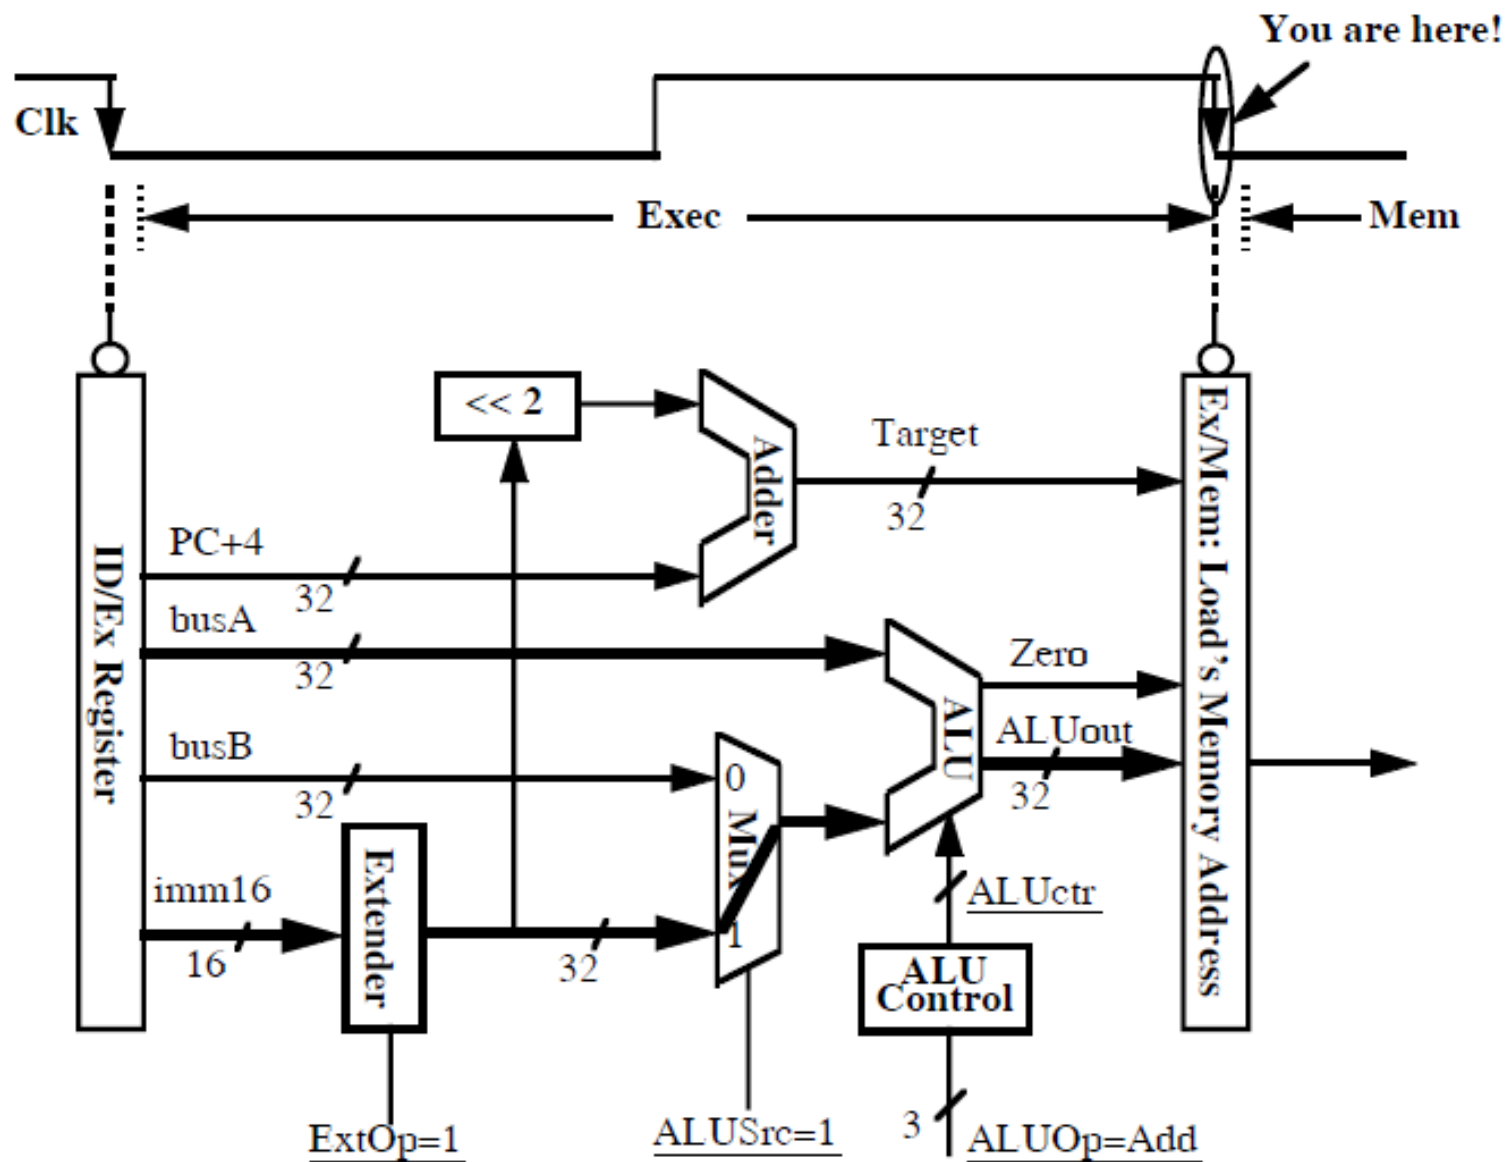 You are here!
Clk
Exec
Mem
<< 2
Adder
Target
32
PC+4
32
busA
32
busB
32
imm16
16
ID/Ex Register
Extender
32
0
Mux
1
ALU
Zero
ALUout
32
ALUctr
ALU
Control
3
Ex/Mem: Load's Memory Address
ExtOp=1
ALUSrc=1
ALUOp=Add